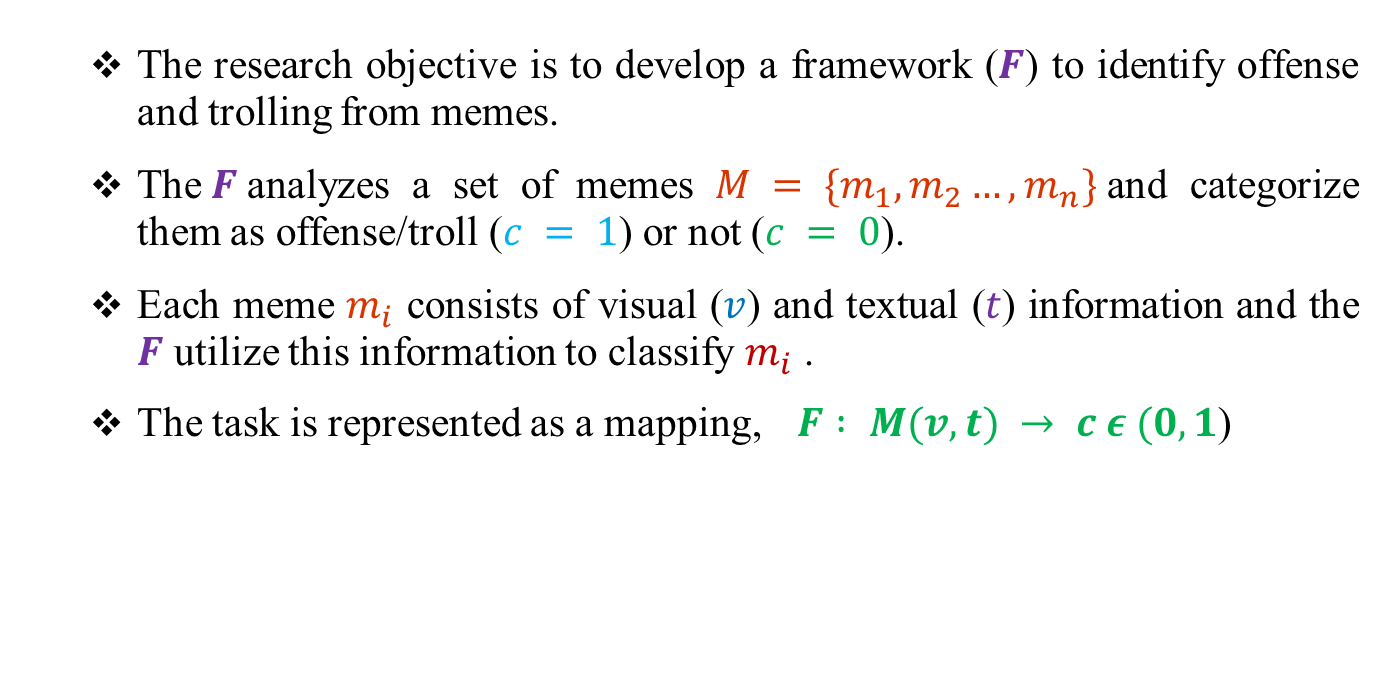 ❖ The research objective is to develop a framework (F) to identify offense
and trolling from memes.
❖ The F analyzes a set of memes M = {m₁, m₂ …, mₙ} and categorize
them as offense/troll (c = 1) or not (c = 0).
❖ Each meme mᵢ consists of visual (v) and textual (t) information and the
F utilize this information to classify mᵢ .
❖ The task is represented as a mapping, F : M(v, t) → c ϵ (0, 1)